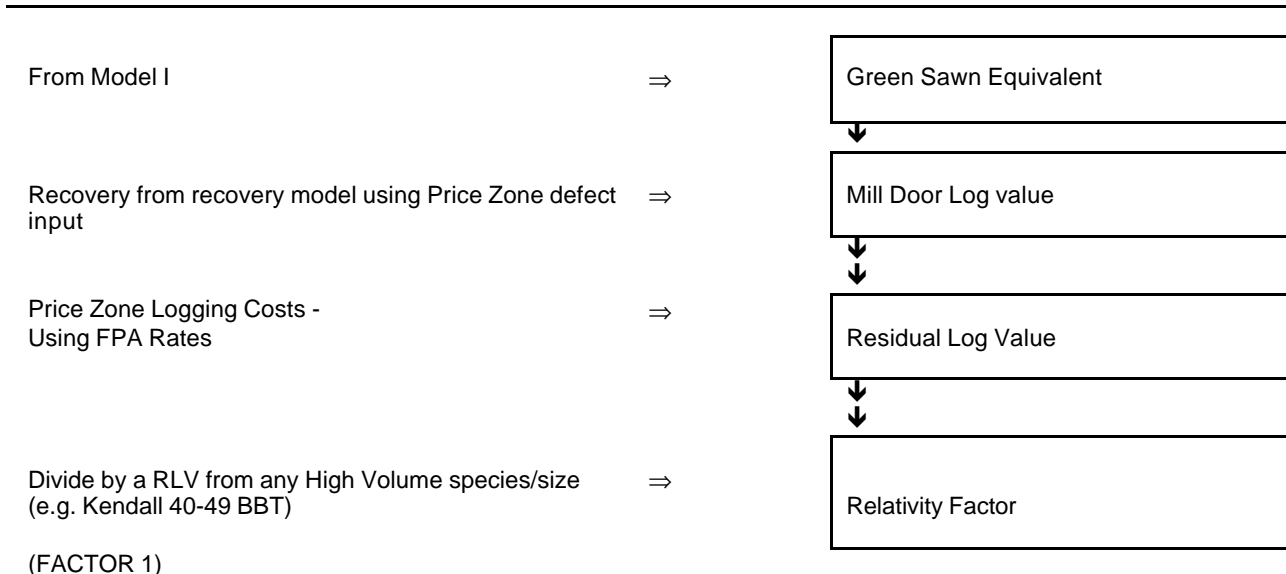 From Model I ⇒ Green Sawn Equivalent
Recovery from recovery model using Price Zone defect ⇒ Mill Door Log value
input
Price Zone Logging Costs - ⇒
Using FPA Rates Residual Log Value
Divide by a RLV from any High Volume species/size ⇒
(e.g. Kendall 40-49 BBT) Relativity Factor
(FACTOR 1)